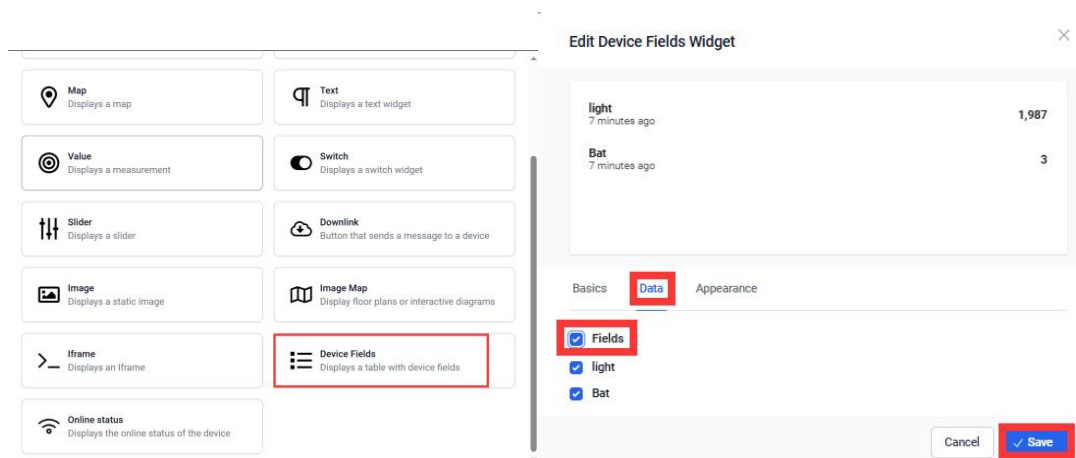 Map
Displays a map
Text
Displays a text widget
Value
Displays a measurement
Switch
Displays a switch widget
Slider
Displays a slider
Downlink
Button that sends a message to a device
Image
Displays a static image
Image Map
Display floor plans or interactive diagrams
Iframe
Displays an Iframe
Device Fields
Displays a table with device fields
Online status
Displays the online status of the device
Edit Device Fields Widget
light
7 minutes ago
1,987
Bat
7 minutes ago
3
Basics Data Appearance
Fields
light
Bat
Cancel Save